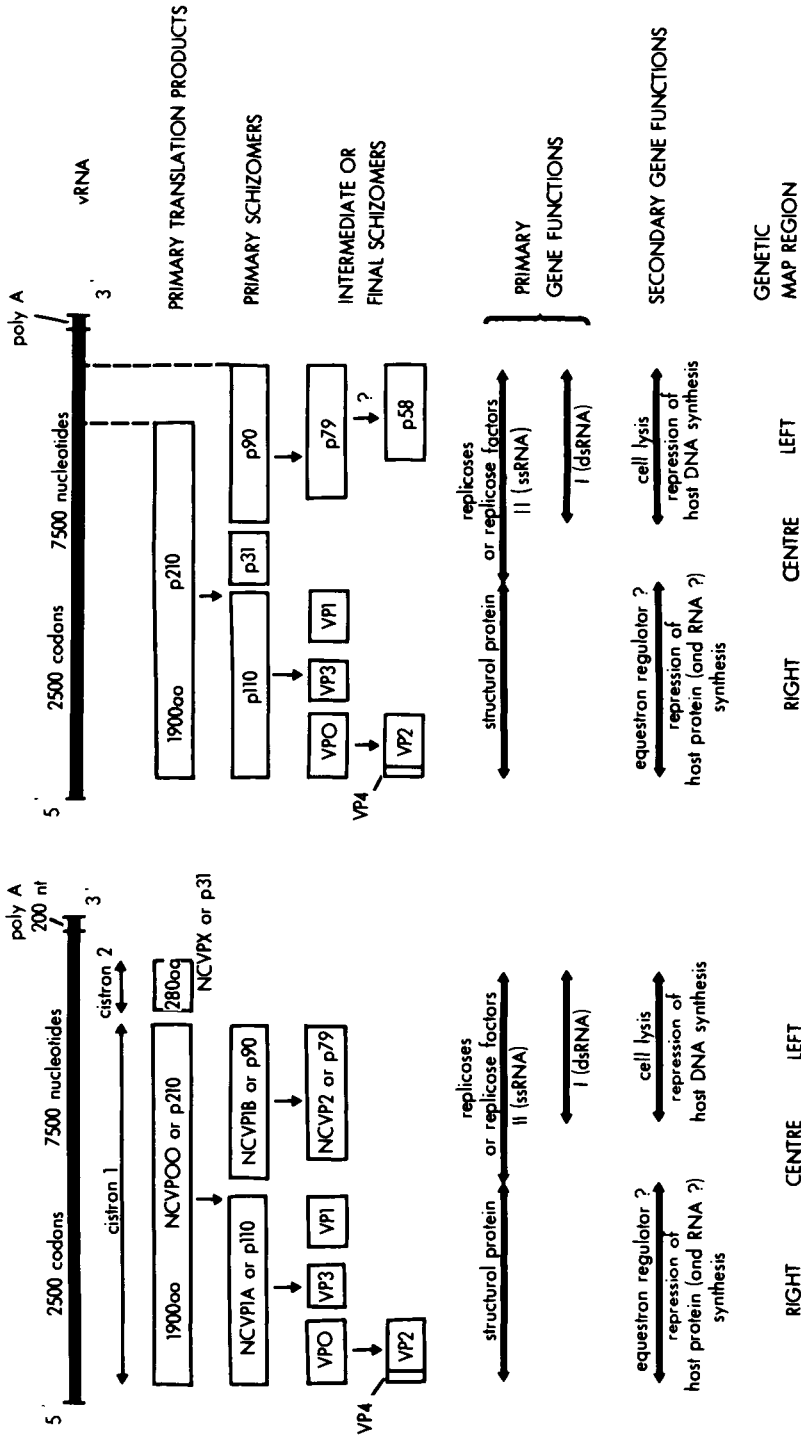 5' 2500 codons 7500 nucleotides poly A
200 nt
3'
cistron 1
cistron 2
1900aa NCVPOO or p210
280aa
NCVPX or p31
NCVP1A or p110
NCVP1B or p90
VPO
VP3
VP1
NCVP2 or p79
VP4
VP2
structural protein
replicases
or replicase factors
II (ssRNA)
I (dsRNA)
equestron regulator ?
repression of
host protein (and RNA ?)
synthesis
cell lysis
repression of
host DNA synthesis
RIGHT
CENTRE
LEFT
5'
2500 codons
7500 nucleotides
poly A
3'
vRNA
1900aa
p210
PRIMARY TRANSLATION PRODUCTS
p110
p31
p90
PRIMARY SCHIZOMERS
VPO
VP3
VP1
p79
INTERMEDIATE OR
FINAL SCHIZOMERS
?
VP4
VP2
p58
structural protein
replicases
or replicase factors
II (ssRNA)
I (dsRNA)
PRIMARY
GENE FUNCTIONS
equestron regulator ?
repression of
host protein (and RNA ?)
synthesis
cell lysis
repression of
host DNA synthesis
SECONDARY GENE FUNCTIONS
RIGHT
CENTRE
LEFT
GENETIC
MAP REGION